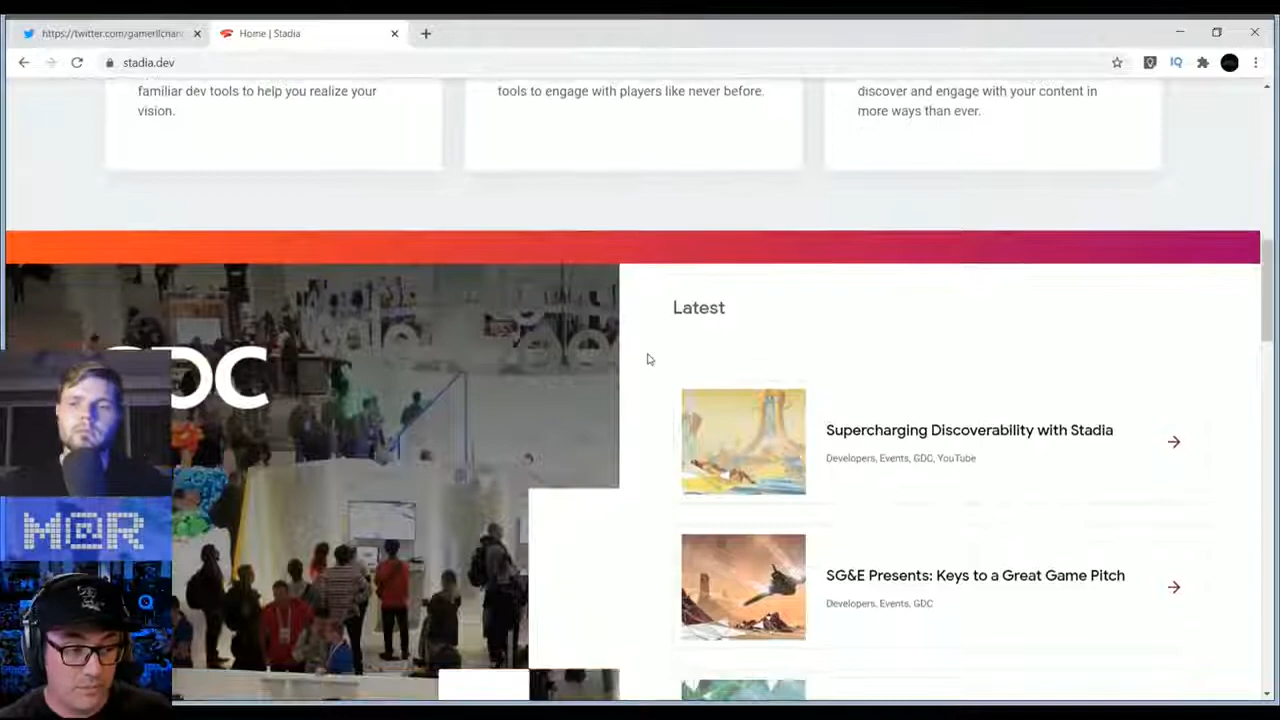 https://twitter.com/gamerllcnan
Home | Stadia
stadia.dev
IQ
familiar dev tools to help you realize your
vision.
tools to engage with players like never before.
discover and engage with your content in
more ways than ever.
Latest
DC
Supercharging Discoverability with Stadia
Developers, Events, GDC, YouTube
SG&E Presents: Keys to a Great Game Pitch
Developers, Events, GDC
M@R